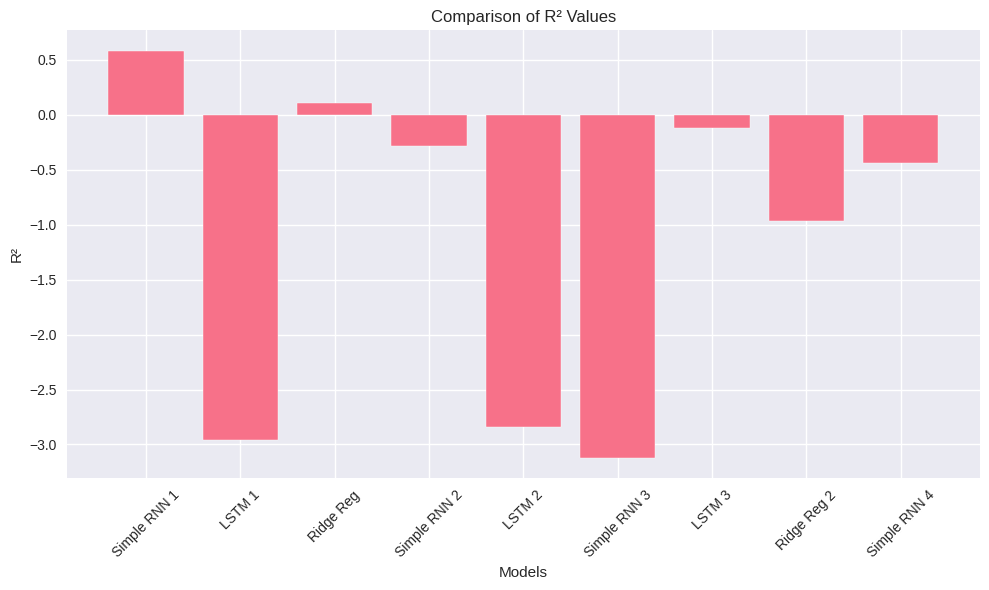 Comparison of R² Values
R²
0.5
0.0
−0.5
−1.0
−1.5
−2.0
−2.5
−3.0
Simple RNN 1
LSTM 1
Ridge Reg
Simple RNN 2
LSTM 2
Simple RNN 3
LSTM 3
Ridge Reg 2
Simple RNN 4
Models